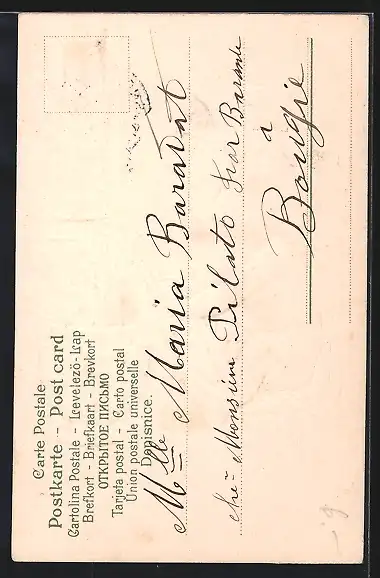 Carte Postale
Postkarte - Post card
Cartolina Postale - Levelező-Lap
Brefkort - Briefkaart - Brevkort
ОТКРЫТОЕ ПИСЬМО
Tarjeta postal - Carto postal
Union postale universelle
Dopisnice.
Mlle Maria Baradat
Monsieur Pilato
à
Bougie